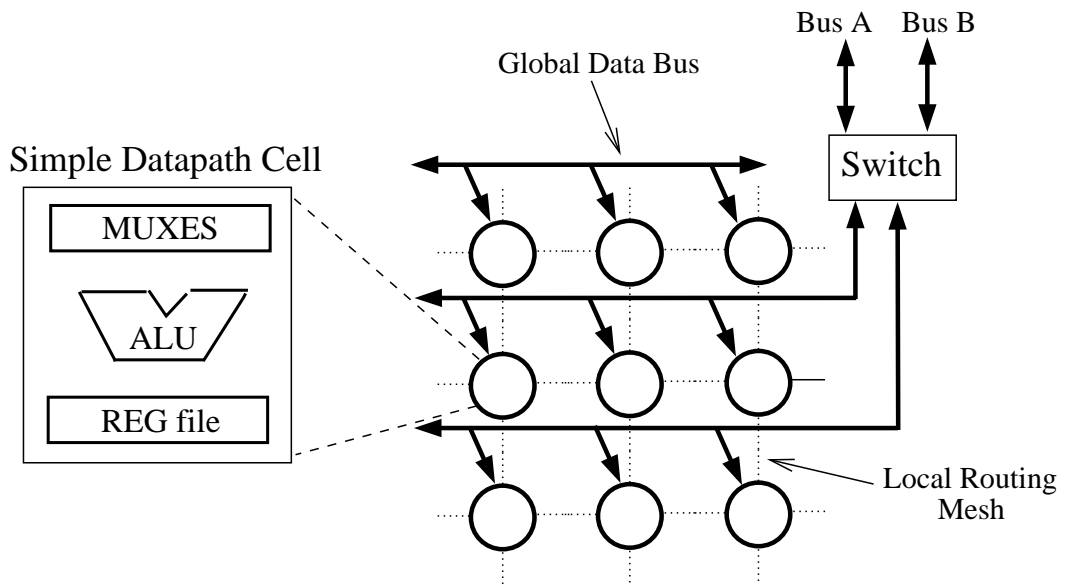 Bus A
Bus B
Global Data Bus
Switch
Simple Datapath Cell
MUXES
ALU
REG file
Local Routing
Mesh